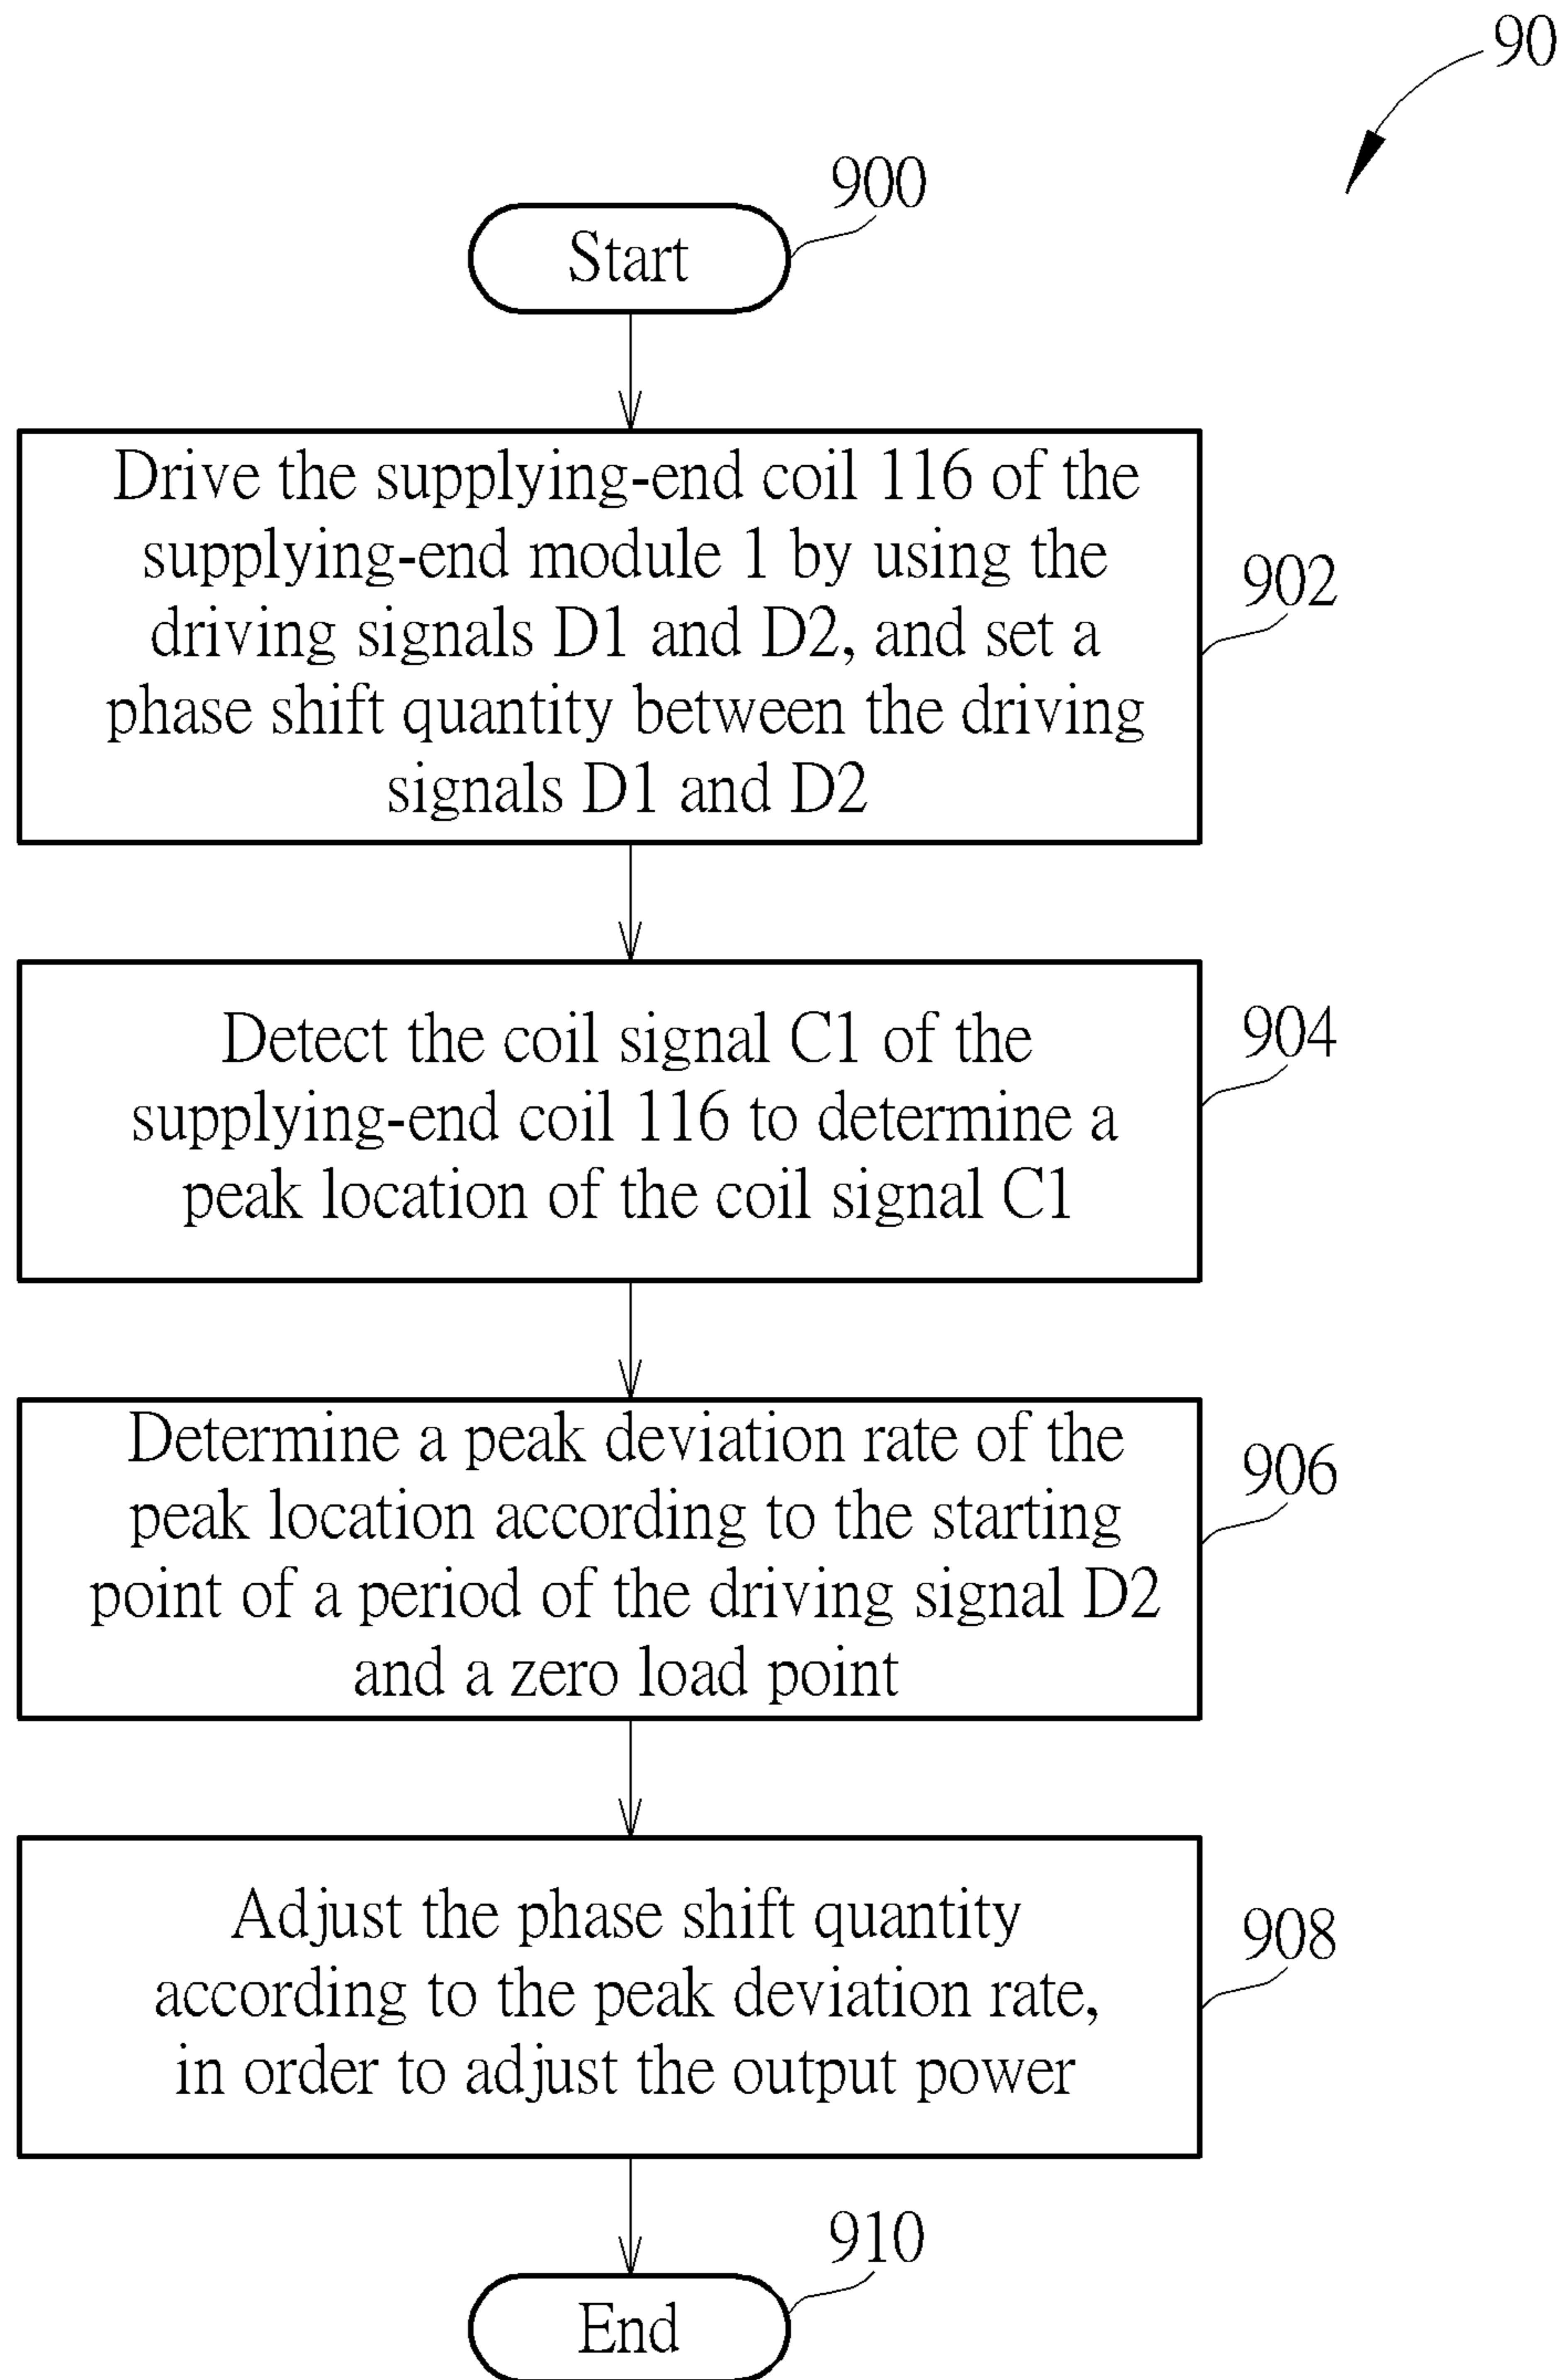 90
900
Start
Drive the supplying-end coil 116 of the
supplying-end module 1 by using the
driving signals D1 and D2, and set a
phase shift quantity between the driving
signals D1 and D2
902
Detect the coil signal C1 of the
supplying-end coil 116 to determine a
peak location of the coil signal C1
904
Determine a peak deviation rate of the
peak location according to the starting
point of a period of the driving signal D2
and a zero load point
906
Adjust the phase shift quantity
according to the peak deviation rate,
in order to adjust the output power
908
910
End